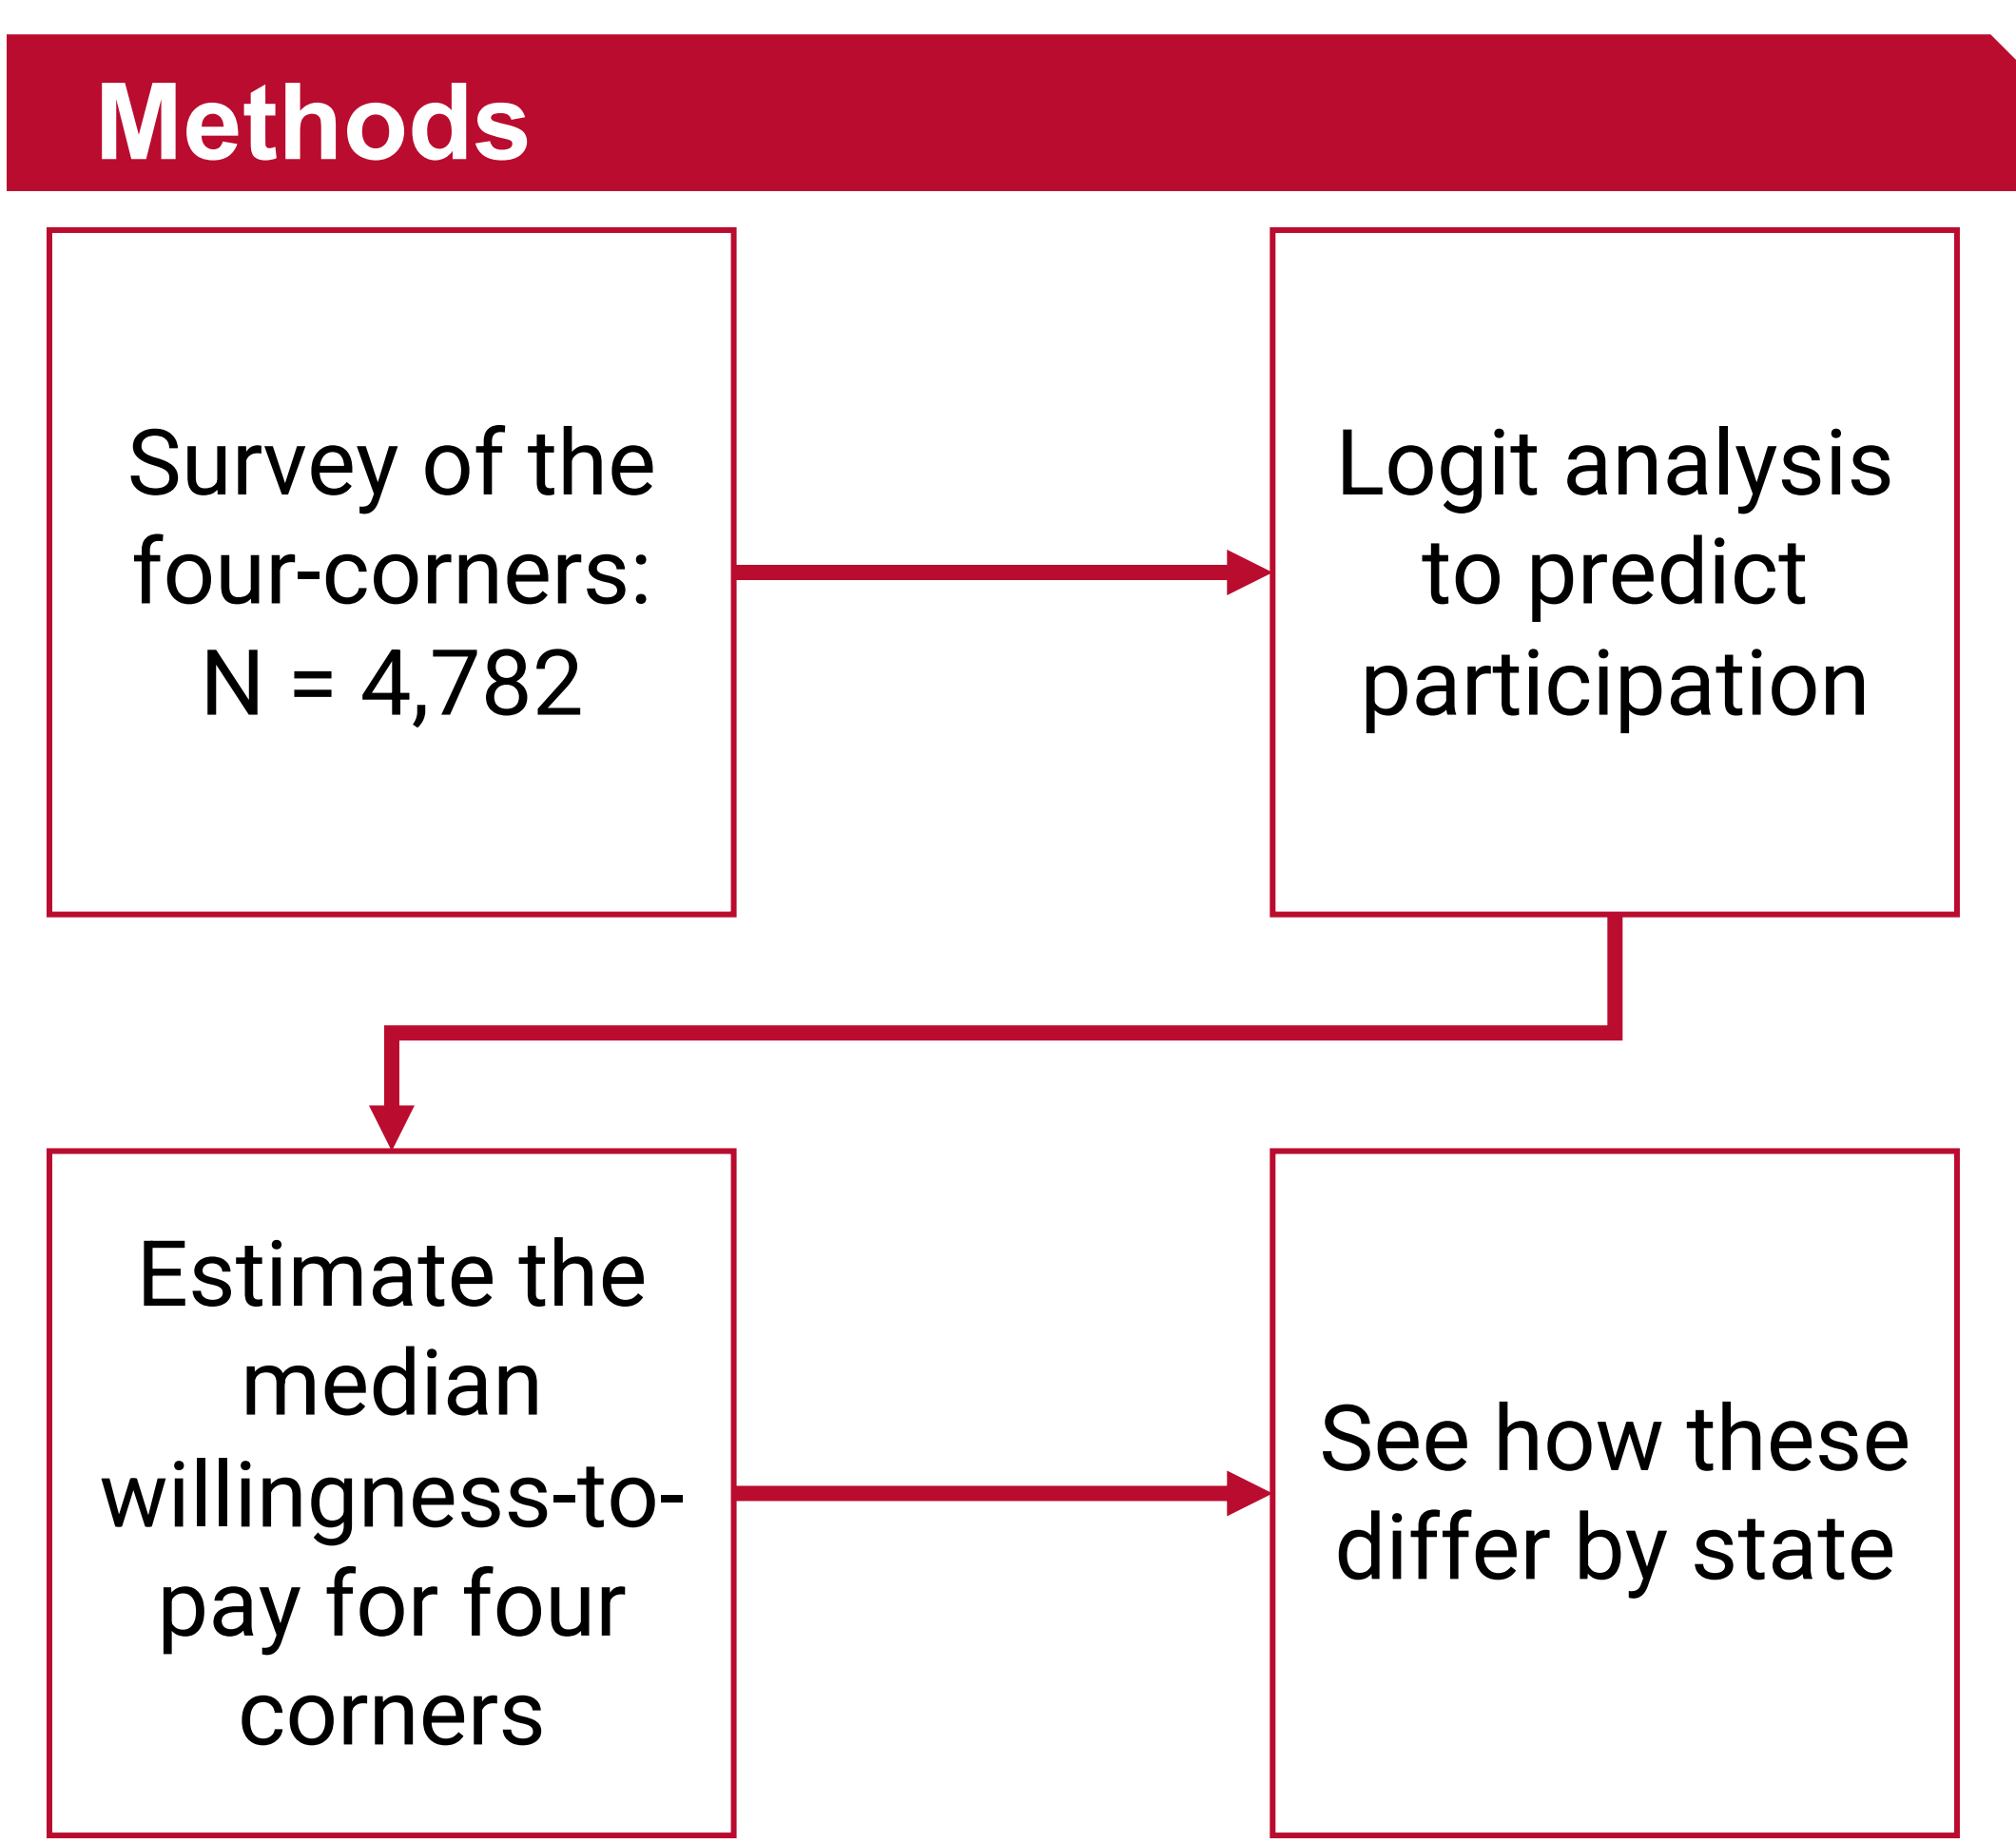 Methods
Survey of the
four-corners:
N = 4,782
Logit analysis
to predict
participation
Estimate the
median
willingness-to-
pay for four
corners
See how these
differ by state